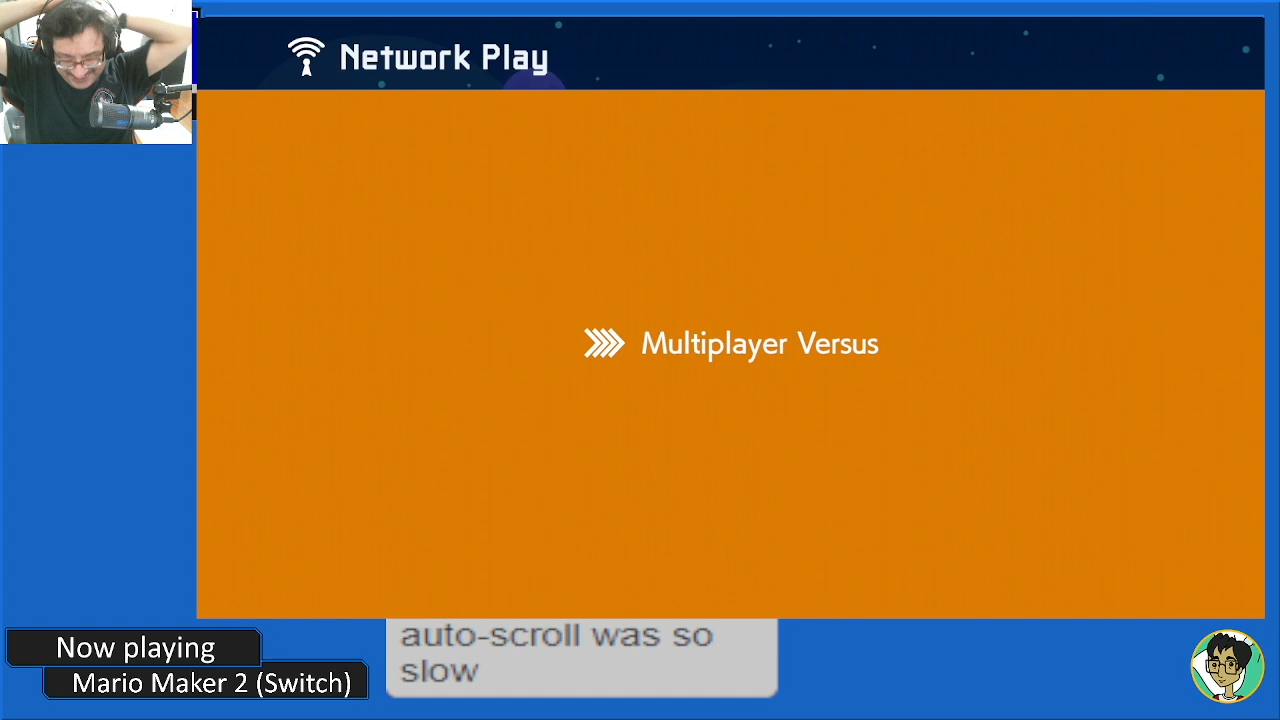 Network Play
Multiplayer Versus
auto-scroll was so
slow
Now playing
Mario Maker 2 (Switch)